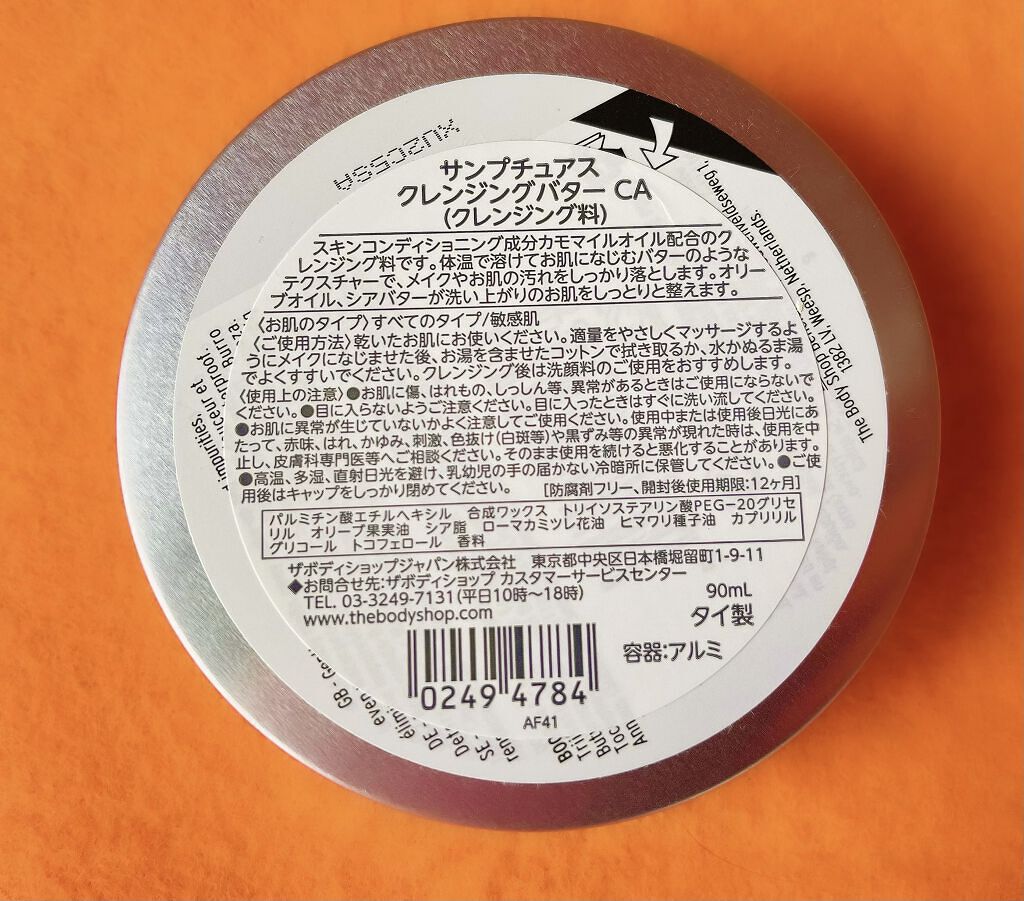 サンプチュアス
クレンジングバター CA
(クレンジング料)
スキンコンディショニング成分カモマイルオイル配合のク
レンジング料です。体温で溶けてお肌になじむバターのような
テクスチャーで、メイクやお肌の汚れをしっかり落とします。オリー
ブオイル、シアバターが洗い上がりのお肌をしっとりと整えます。
〈お肌のタイプ〉すべてのタイプ/敏感肌
〈ご使用方法〉乾いたお肌にお使いください。適量をやさしくマッサージするよ
うにメイクになじませた後、お湯を含ませたコットンで拭き取るか、水かぬるま湯
でよくすすいでください。クレンジング後は洗顔料のご使用をおすすめします。
〈使用上の注意〉●お肌に傷、はれもの、しっしん等、異常があるときはご使用にならないで
ください。●目に入らないようご注意ください。目に入ったときはすぐに洗い流してください。
●お肌に異常が生じていないかよく注意してご使用ください。使用中または使用後日光にあ
たって、赤味、はれ、かゆみ、刺激、色抜け(白斑等)や黒ずみ等の異常が現れた時は、使用を中
止し、皮膚科専門医等へご相談ください。そのまま使用を続けると悪化することがあります。
●高温、多湿、直射日光を避け、乳幼児の手の届かない冷暗所に保管してください。●ご使
用後はキャップをしっかり閉めてください。 [防腐剤フリー、開封後使用期限:12ヶ月]
パルミチン酸エチルヘキシル 合成ワックス トリイソステアリン酸PEG-20グリセ
リル オリーブ果実油 シア脂 ローマカミツレ花油 ヒマワリ種子油 カプリリル
グリコール トコフェロール 香料
ザボディショップジャパン株式会社 東京都中央区日本橋堀留町1-9-11
◆お問合せ先:ザボディショップ カスタマーサービスセンター
TEL. 03-3249-7131(平日10時~18時)
www.thebodyshop.com
90mL
タイ製
容器:アルミ
0249 4784
AF41
The Body Shop
1382 LV, Weesp, Netherlands.
impurities,
GB
DE
SE